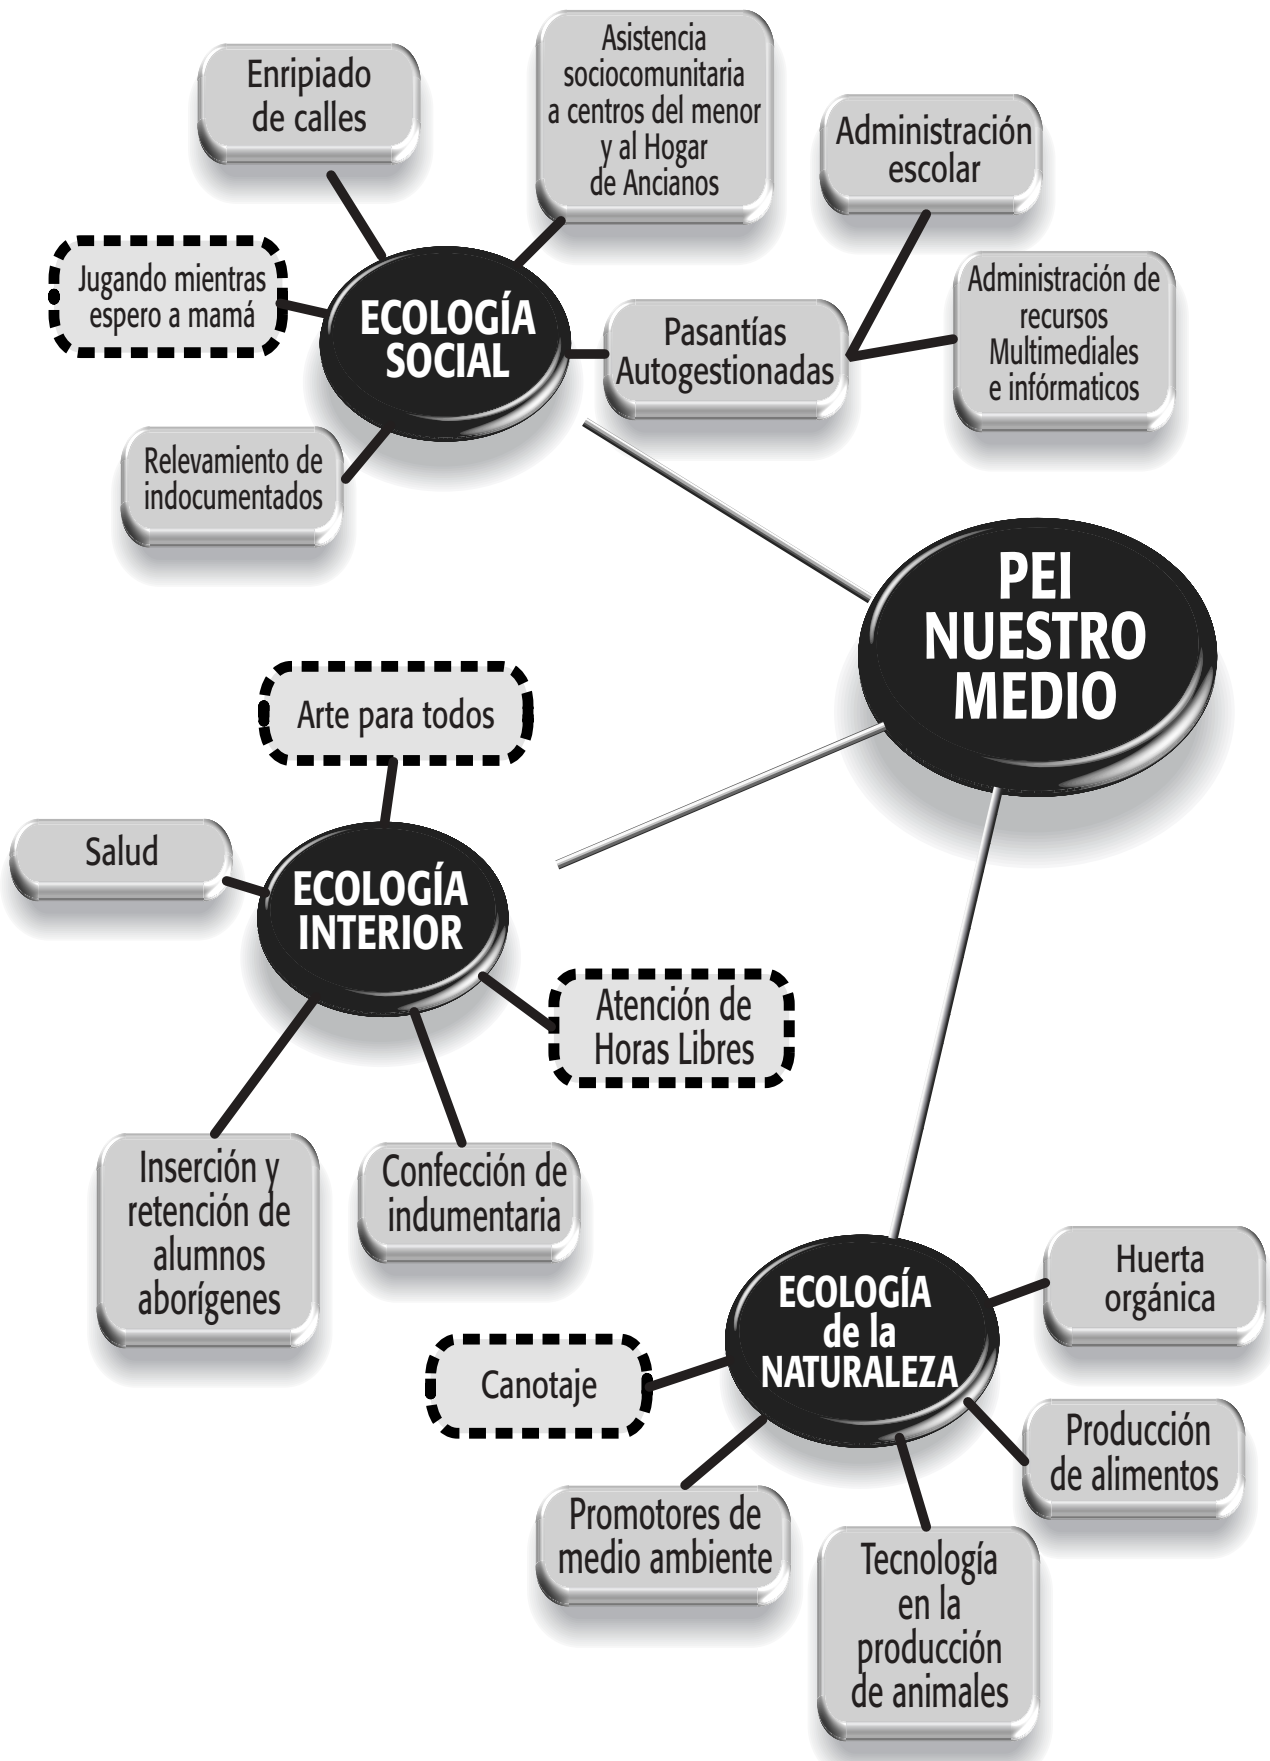 Enripiado
de calles
Asistencia
sociocomunitaria
a centros del menor
y al Hogar
de Ancianos
Administración
escolar
Jugando mientras
espero a mamá
ECOLOGÍA
SOCIAL
Pasantías
Autogestionadas
Administración de
recursos
Multimediales
e infórmaticos
Relevamiento de
indocumentados
PEI
NUESTRO
MEDIO
Arte para todos
Salud
ECOLOGÍA
INTERIOR
Atención de
Horas Libres
Inserción y
retención de
alumnos
aborígenes
Confección de
indumentaria
ECOLOGÍA
de la
NATURALEZA
Huerta
orgánica
Canotaje
Producción
de alimentos
Promotores de
medio ambiente
Tecnología
en la
producción
de animales